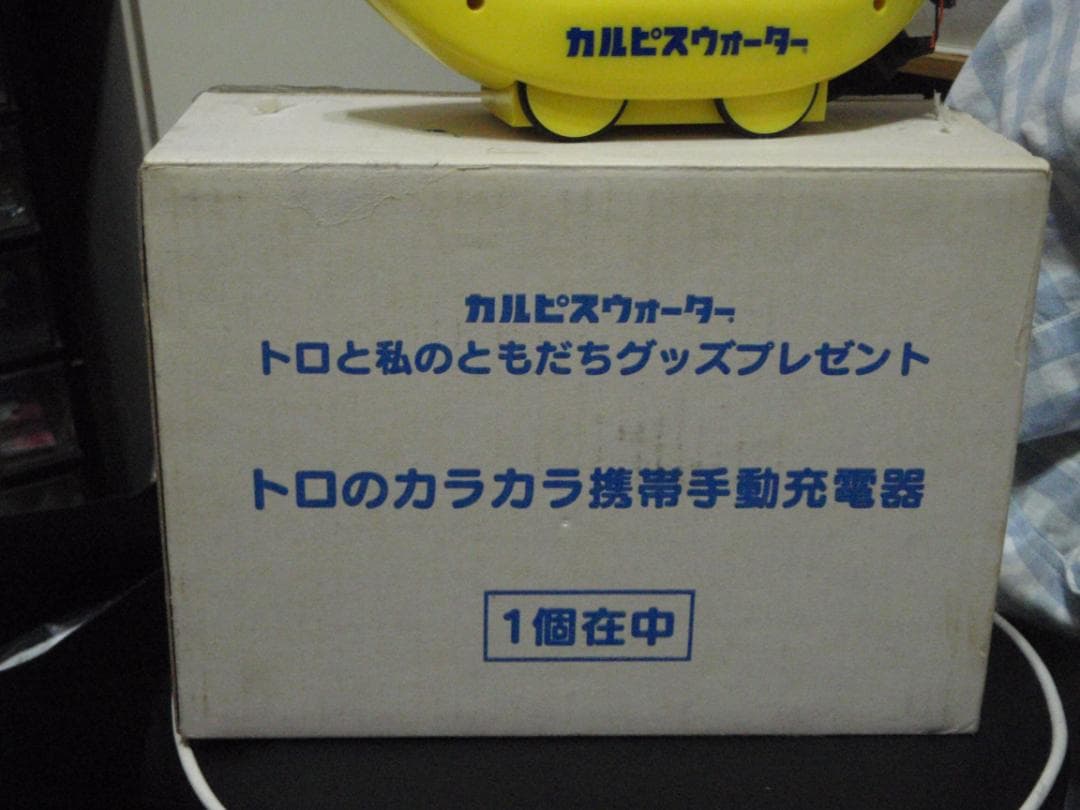 カルピスウォーター
カルピスウォーター
トロと私のともだちグッズプレゼント
トロのカラカラ携帯手動充電器
1個在中